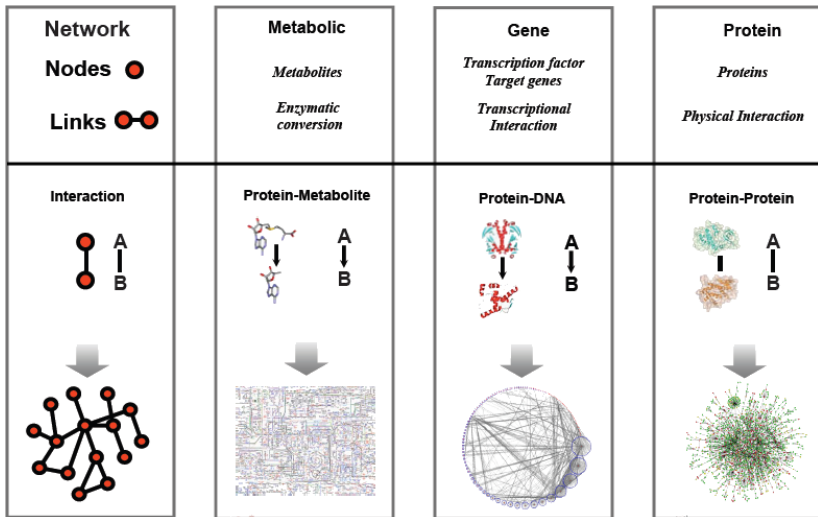 Network
Nodes
Links
Metabolic
Metabolites
Enzymatic
conversion
Gene
Transcription factor
Target genes
Transcriptional
Interaction
Protein
Proteins
Physical Interaction
Interaction
A
B
Protein-Metabolite
A
B
Protein-DNA
A
B
Protein-Protein
A
B